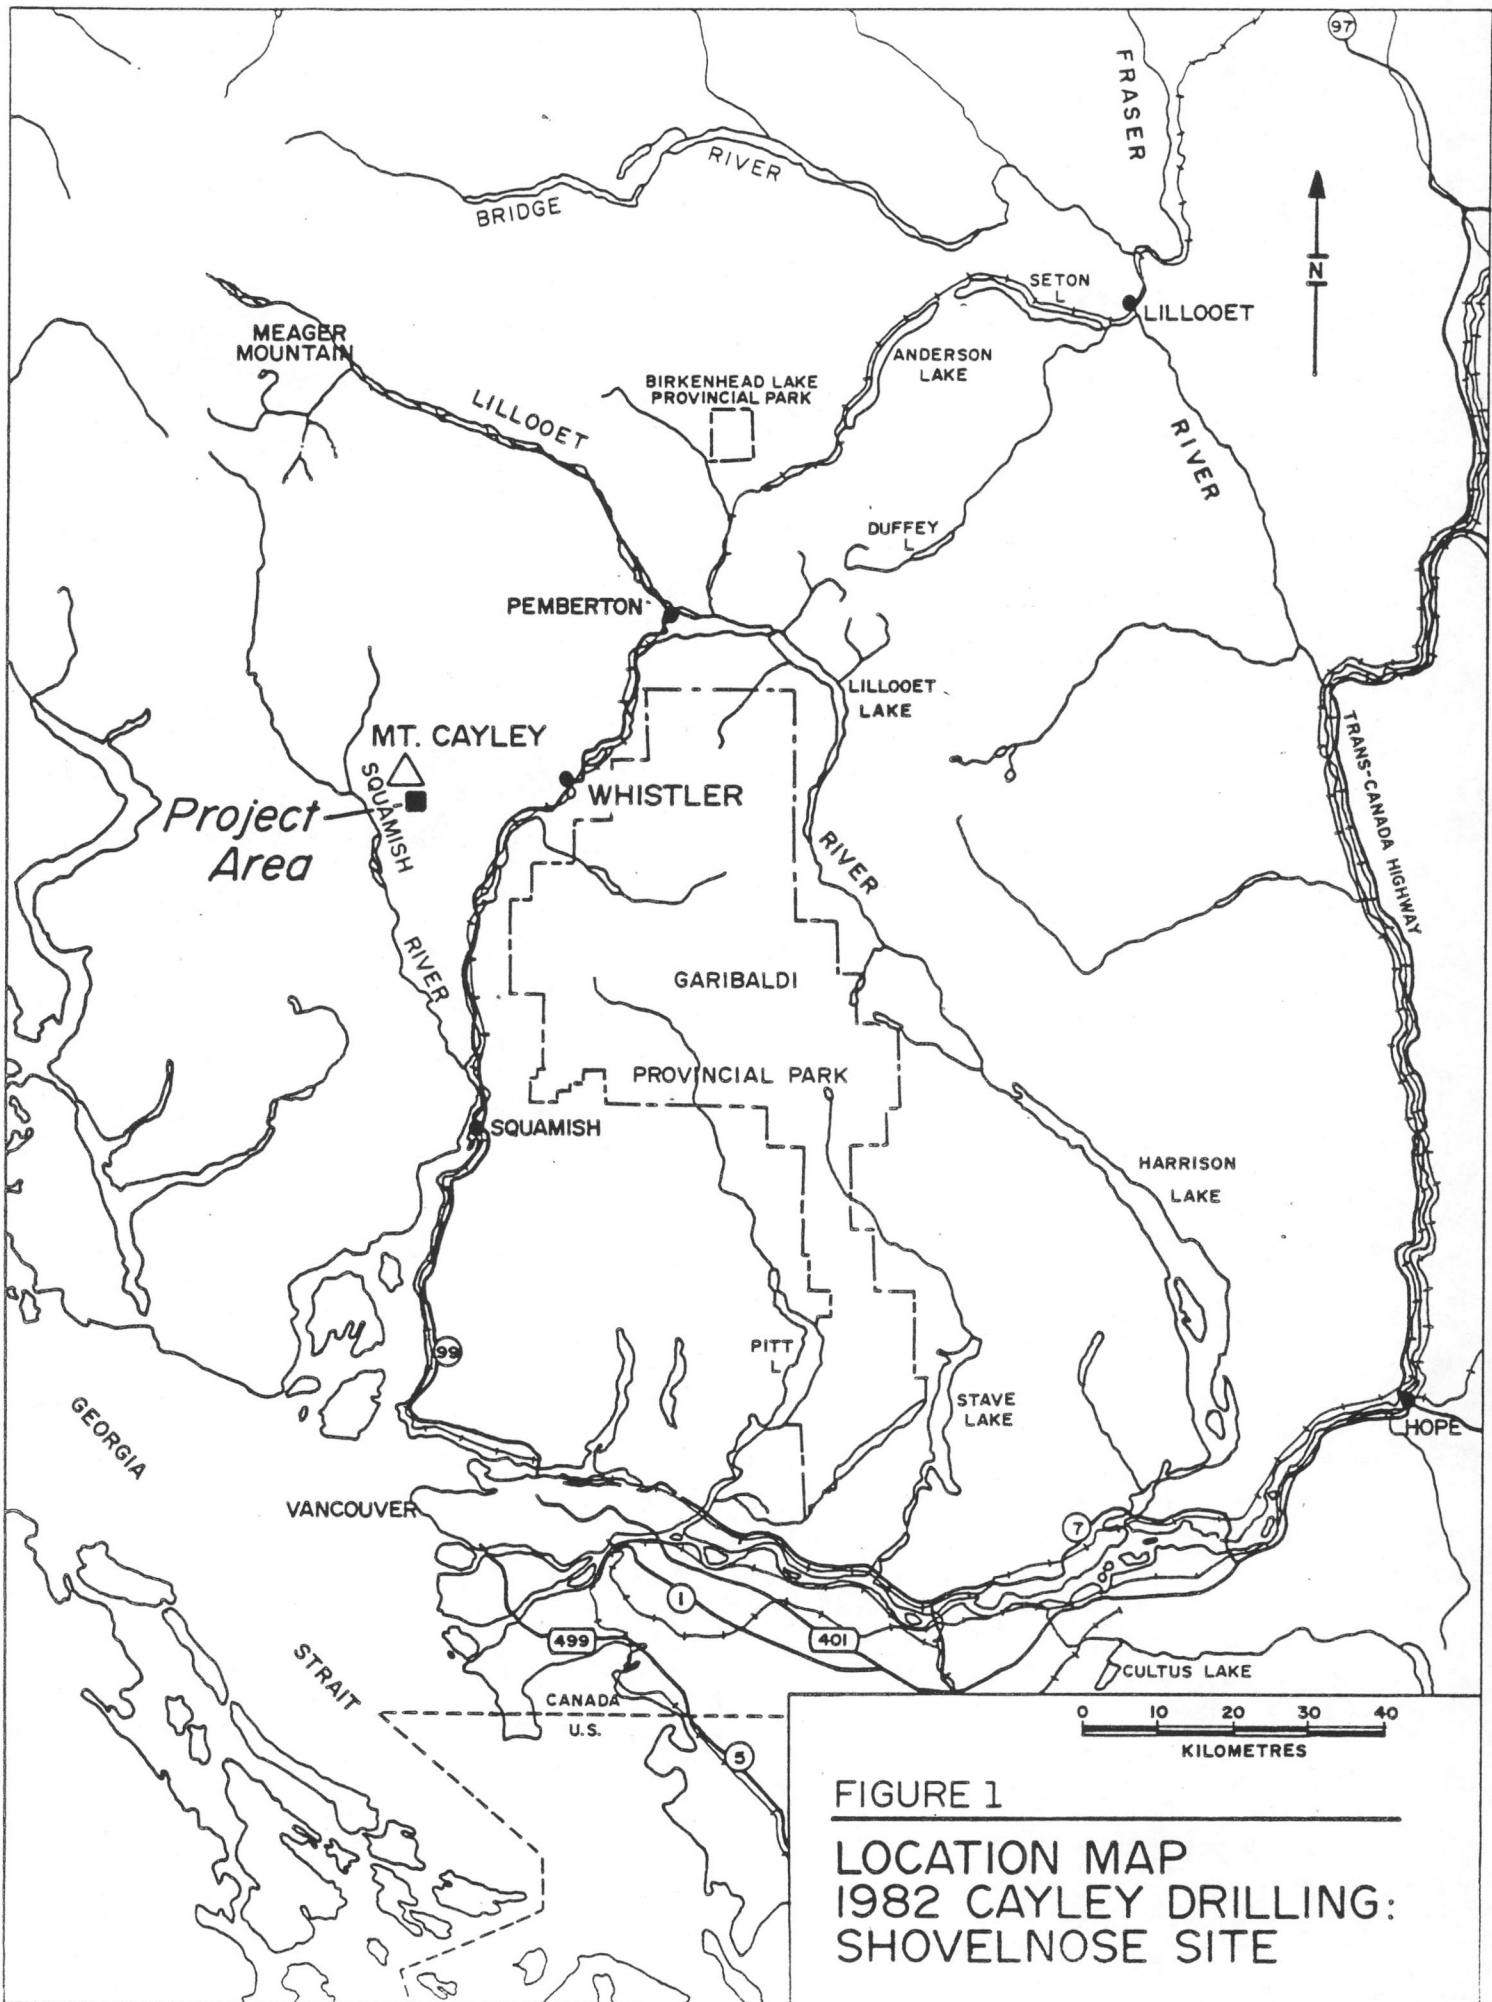 97
FRASER
RIVER
BRIDGE
N
SETON
L
LILLOOET
MEAGER
MOUNTAIN
ANDERSON
LAKE
BIRKENHEAD LAKE
PROVINCIAL PARK
LILLOOET
RIVER
DUFFEY
L
PEMBERTON
LILLOOET
LAKE
MT. CAYLEY
TRANS-CANADA HIGHWAY
SQUAMISH
WHISTLER
Project
Area
RIVER
RIVER
GARIBALDI
PROVINCIAL PARK
SQUAMISH
HARRISON
LAKE
99
PITT
L
STAVE
LAKE
GEORGIA
HOPE
VANCOUVER
7
1
499
401
STRAIT
CULTUS LAKE
CANADA
U.S.
0 10 20 30 40
KILOMETRES
5
FIGURE 1
LOCATION MAP
1982 CAYLEY DRILLING:
SHOVELNOSE SITE